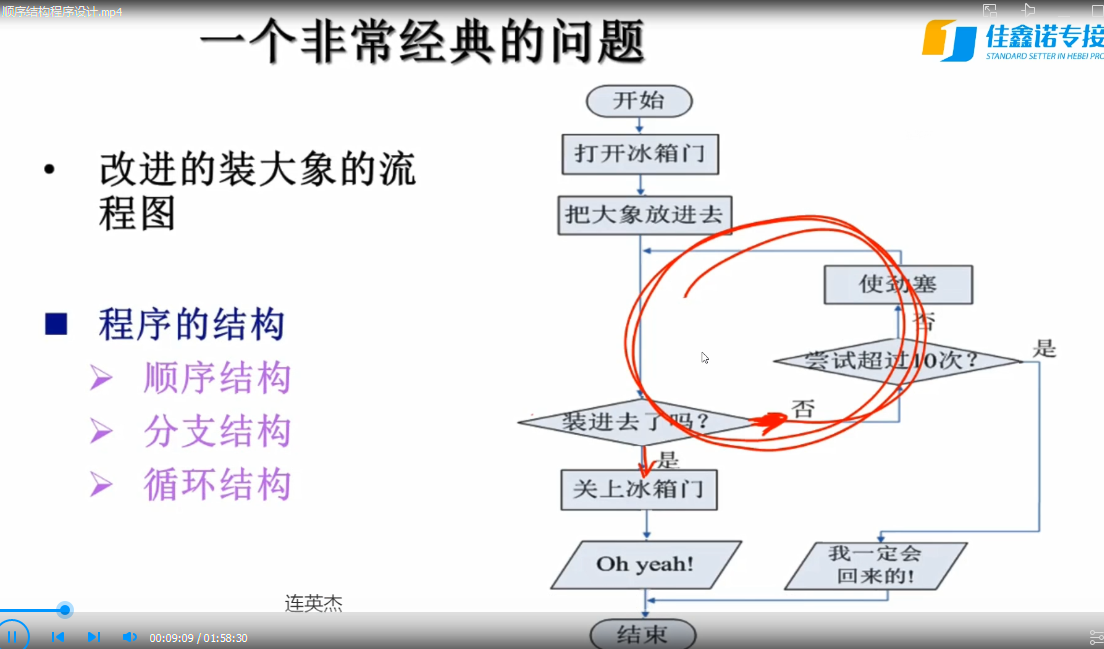 顺序结构程序设计.mp4
一个非常经典的问题
佳鑫诺专接
STANDARD SETTER IN HEBEI PRO
• 改进的装大象的流
程图
■ 程序的结构
➢ 顺序结构
➢ 分支结构
➢ 循环结构
开始
打开冰箱门
把大象放进去
使劲塞
否
尝试超过10次?
是
装进去了吗?
否
是
关上冰箱门
Oh yeah!
我一定会
回来的!
结束
连英杰
00:09:09 / 01:58:30